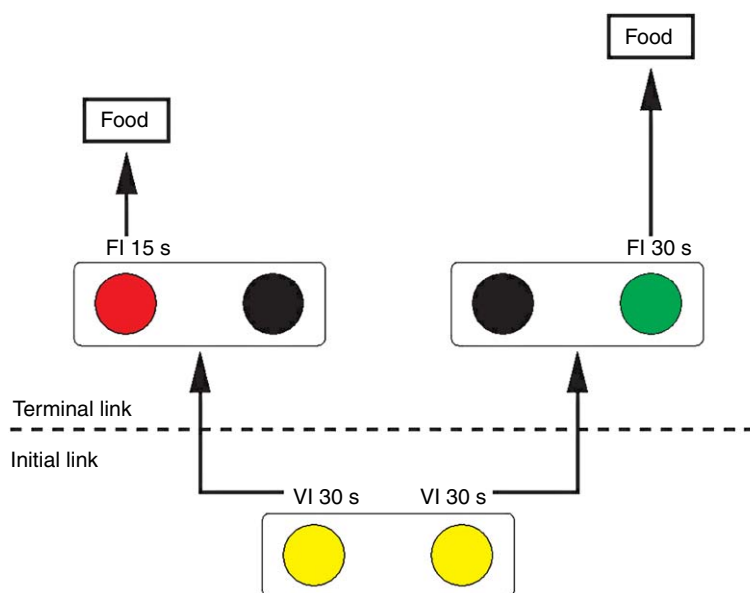 Food
Food
FI 15 s
FI 30 s
Terminal link
Initial link
VI 30 s
VI 30 s